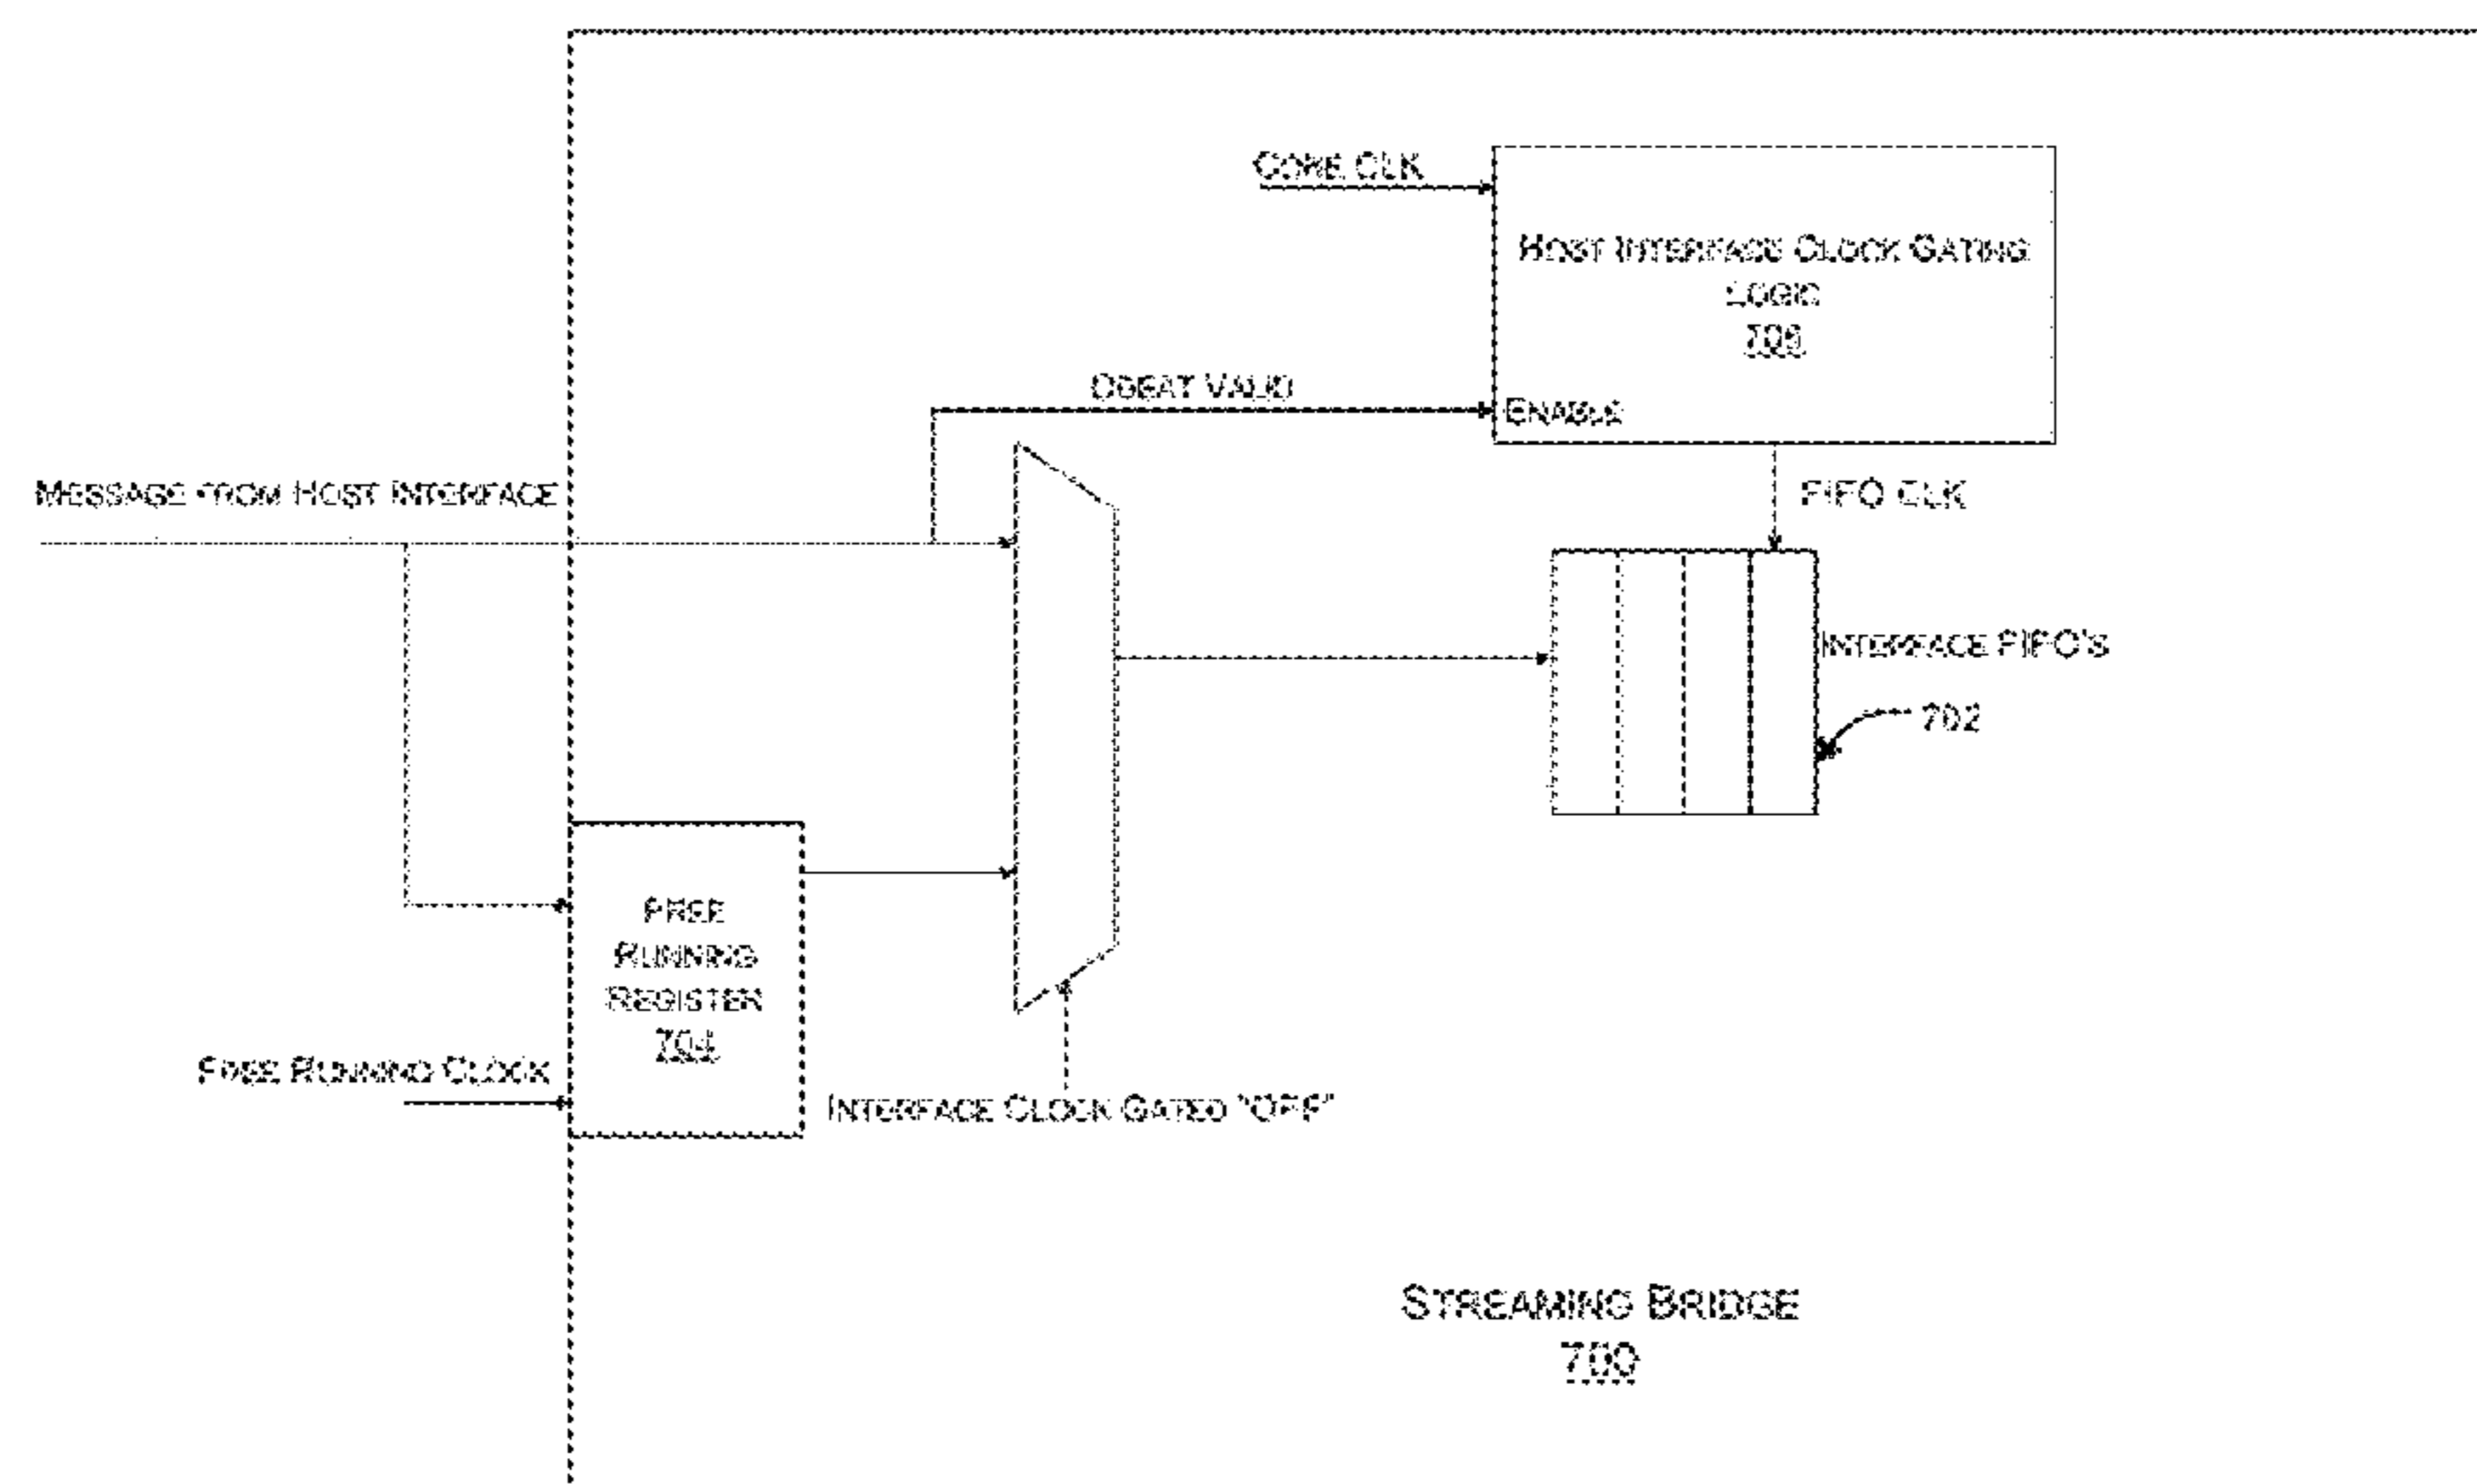 CORE CLK
HOST INTERFACE CLOCK GATING
LOGIC
706
VALID
ENABLE
MESSAGE FROM HOST INTERFACE
FIFO CLK
INTERFACE FIFO'S
702
FREE
RUNNING
REGISTER
704
FREE RUNNING CLOCK
INTERFACE CLOCK GATED "OFF"
STREAMING BRIDGE
700